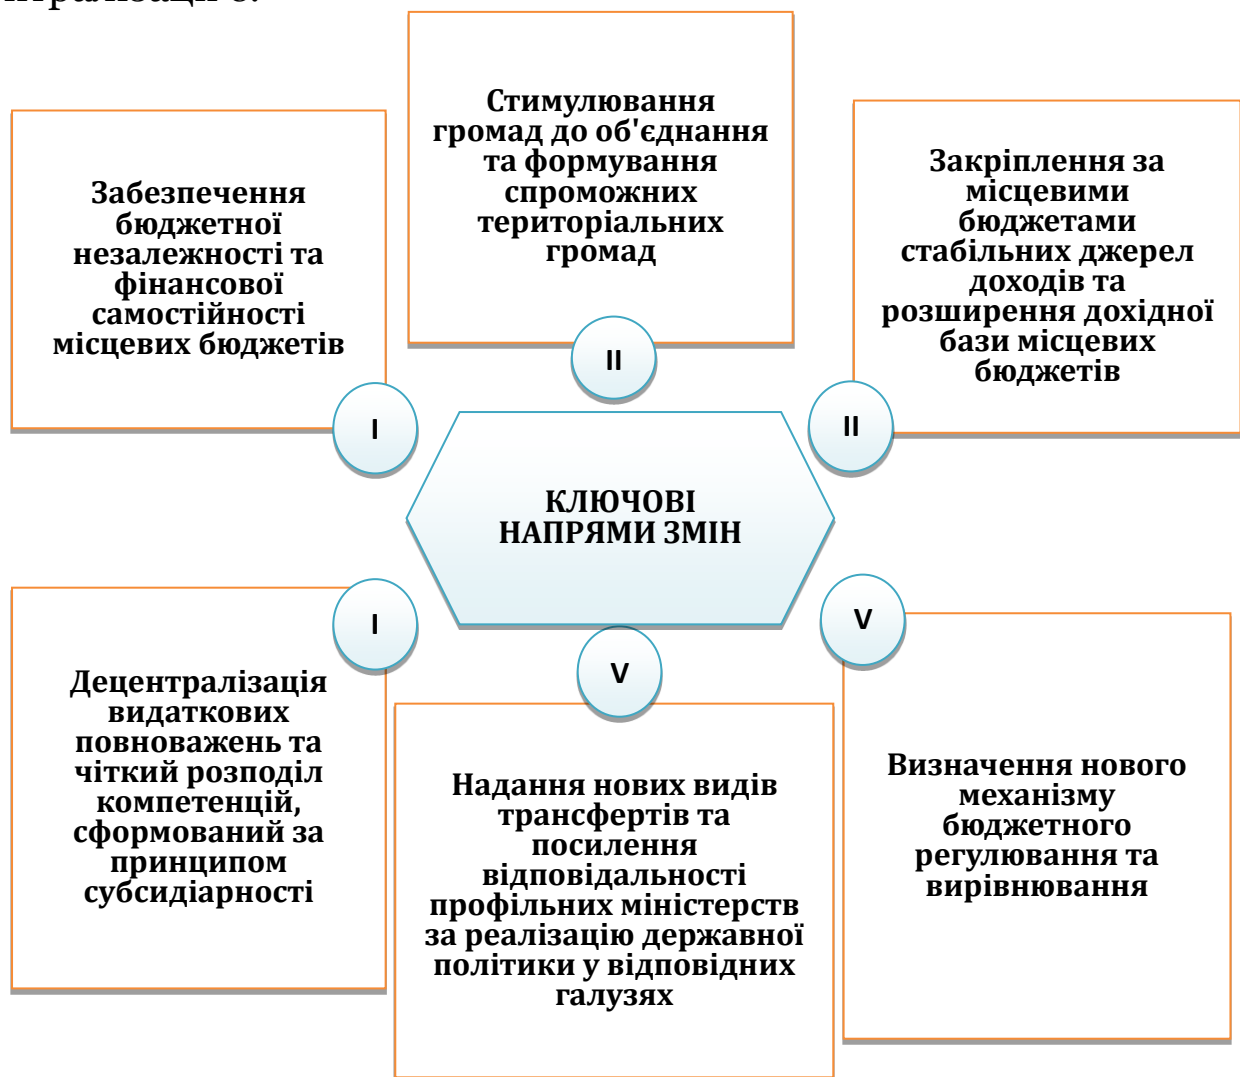 Стимулювання
громад до об'єднання
та формування
спроможних
територіальних
громад
II
Забезпечення
бюджетної
незалежності та
фінансової
самостійності
місцевих бюджетів
I
Закріплення за
місцевими
бюджетами
стабільних джерел
доходів та
розширення дохідної
бази місцевих
бюджетів
II
КЛЮЧОВІ
НАПРЯМИ ЗМІН
I
Децентралізація
видаткових
повноважень та
чіткий розподіл
компетенцій,
сформований за
принципом
субсидіарності
V
Надання нових видів
трансфертів та
посилення
відповідальності
профільних міністерств
за реалізацію державної
політики у відповідних
галузях
V
Визначення нового
механізму
бюджетного
регулювання та
вирівнювання